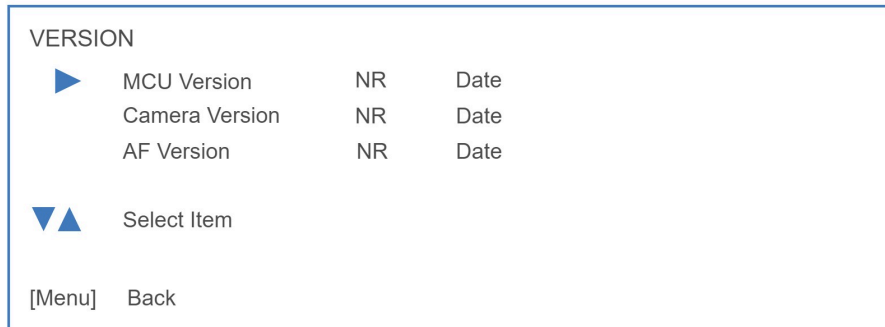 VERSION
MCU Version NR Date
Camera Version NR Date
AF Version NR Date
Select Item
[Menu] Back